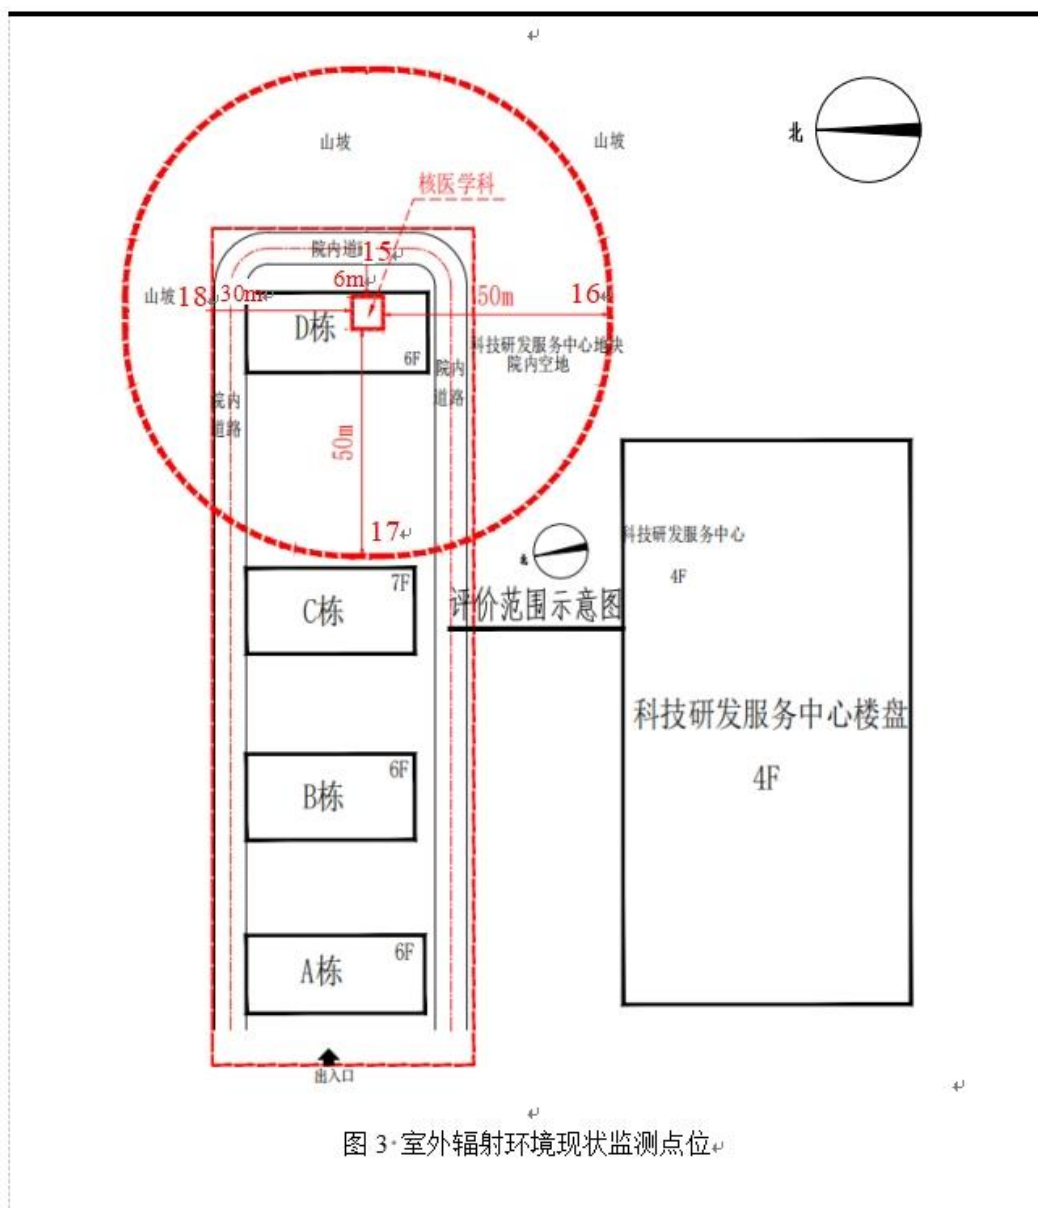 山坡
山坡
北
核医学科
院内道
15
6m
山坡
18
30m
50m
16
D栋
6F
科技研发服务中心地块
院内空地
院内
道路
院内
道路
50m
17
北
科技研发服务中心
4F
评价范围示意图
7F
C栋
科技研发服务中心楼盘
4F
6F
B栋
6F
A栋
出入口
图 3·室外辐射环境现状监测点位